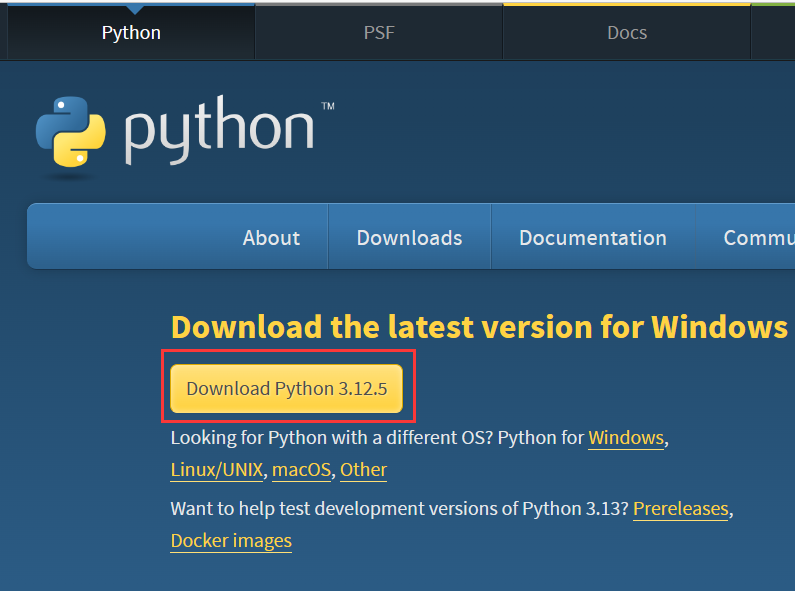 Python PSF Docs
python™
About Downloads Documentation Commu
Download the latest version for Windows
Download Python 3.12.5
Looking for Python with a different OS? Python for Windows,
Linux/UNIX, macOS, Other
Want to help test development versions of Python 3.13? Prereleases,
Docker images